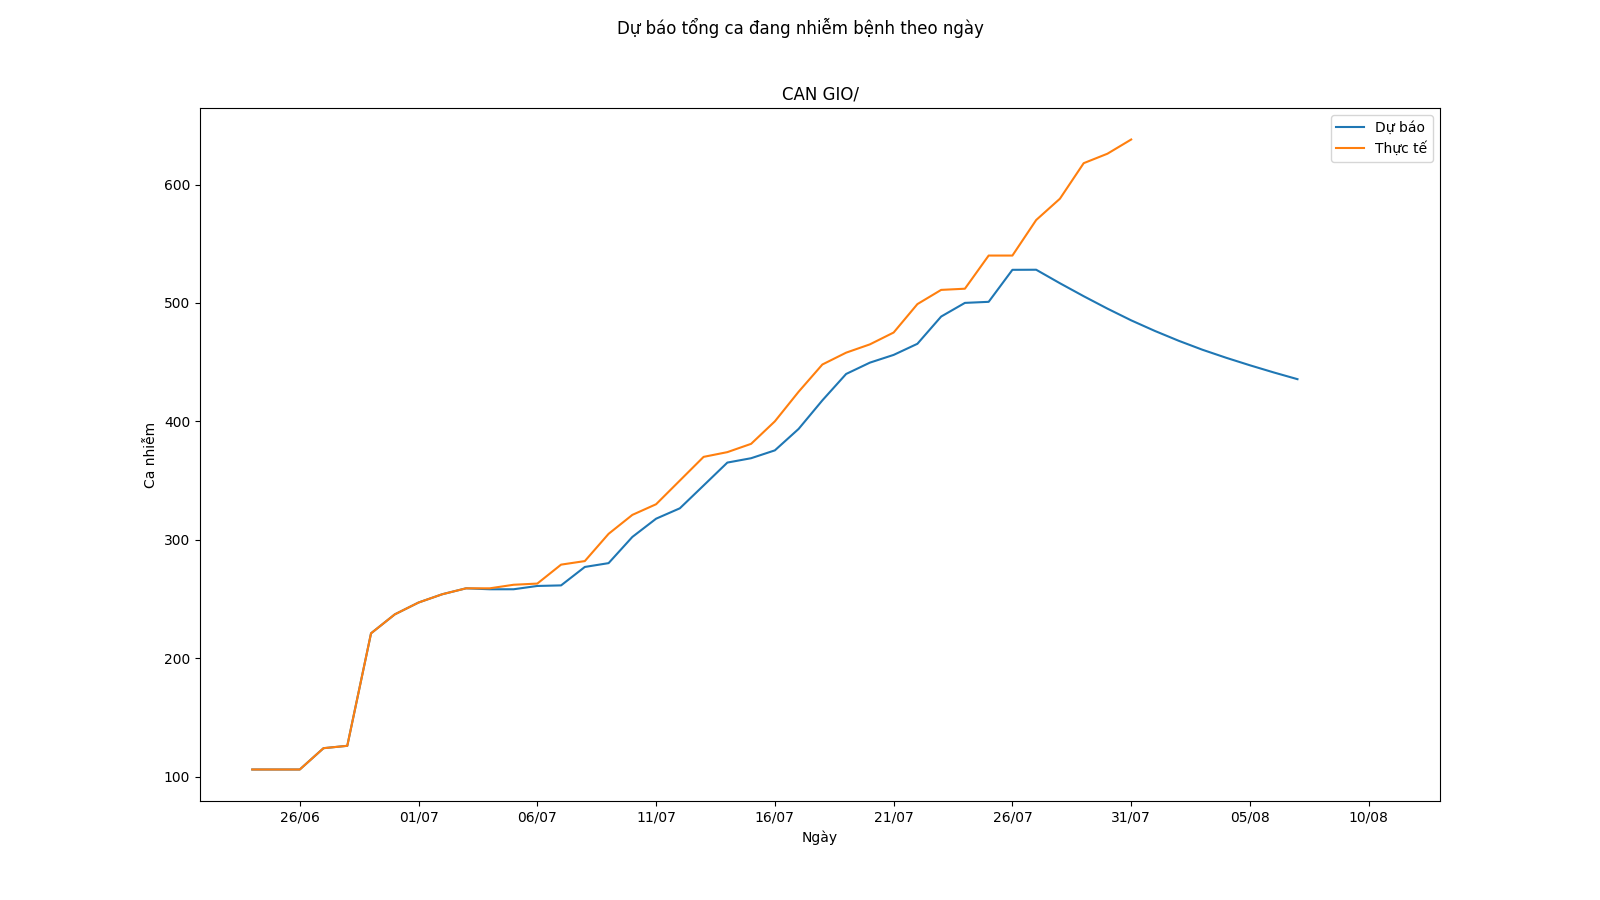 Dự báo tổng ca đang nhiễm bệnh theo ngày
CAN GIO/
Dự báo
Thực tế
600
500
400
300
200
100
Ca nhiễm
26/06 01/07 06/07 11/07 16/07 21/07 26/07 31/07 05/08 10/08
Ngày